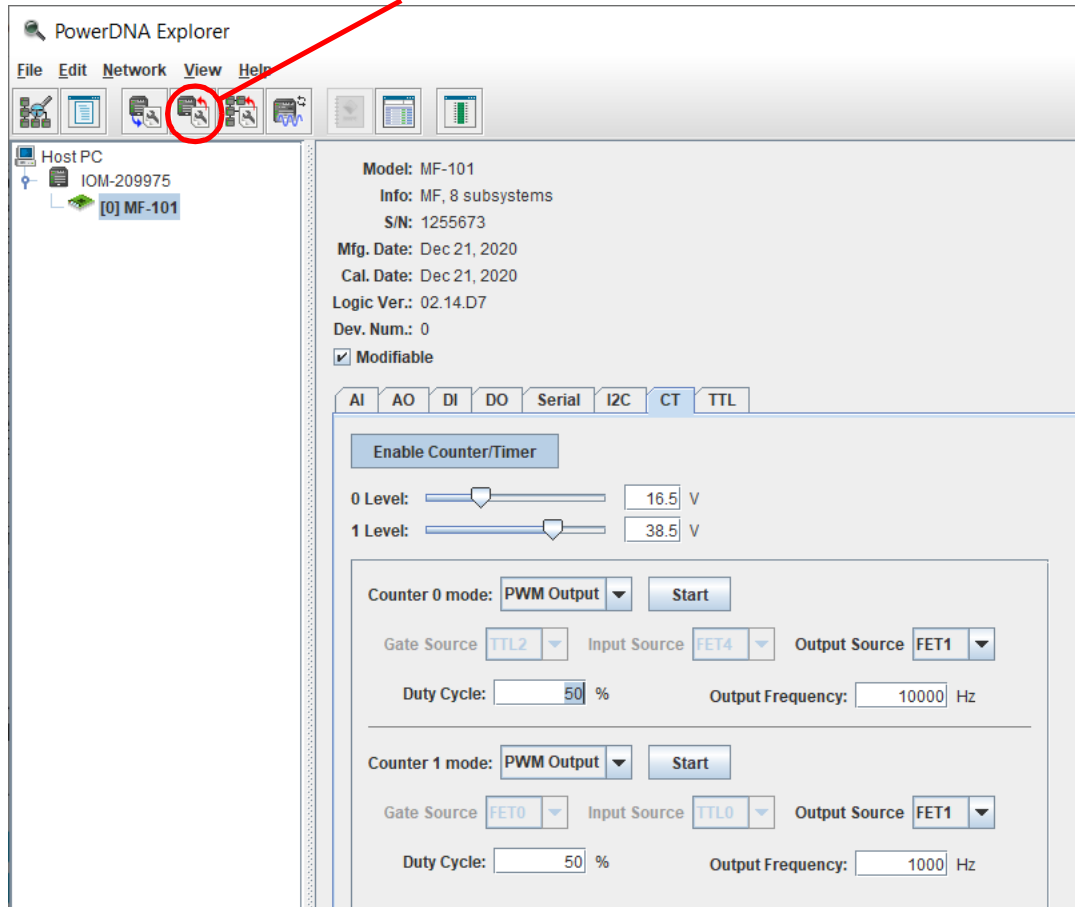 PowerDNA Explorer
File Edit Network View Help
Host PC
IOM-209975
[0] MF-101
Model: MF-101
Info: MF, 8 subsystems
S/N: 1255673
Mfg. Date: Dec 21, 2020
Cal. Date: Dec 21, 2020
Logic Ver.: 02.14.D7
Dev. Num.: 0
Modifiable
AI AO DI DO Serial I2C CT TTL
Enable Counter/Timer
0 Level: 16.5 V
1 Level: 38.5 V
Counter 0 mode: PWM Output Start
Gate Source TTL2 Input Source FET4 Output Source FET1
Duty Cycle: 50 % Output Frequency: 10000 Hz
Counter 1 mode: PWM Output Start
Gate Source FET0 Input Source TTL0 Output Source FET1
Duty Cycle: 50 % Output Frequency: 1000 Hz